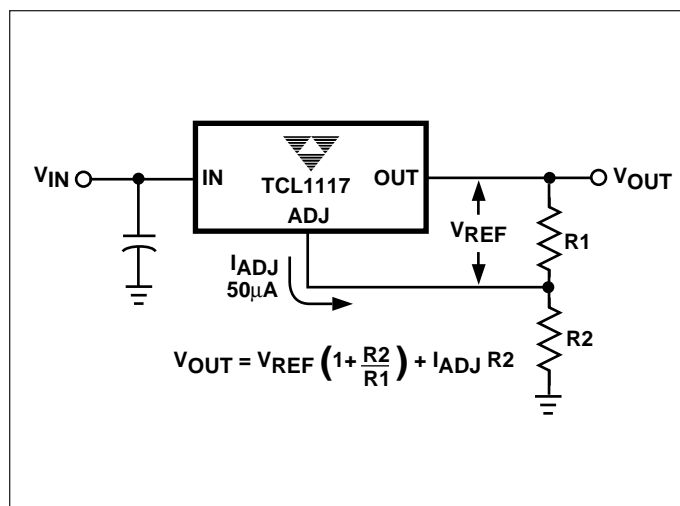 VIN
IN
TCL1117
OUT
ADJ
VOUT
VREF
R1
IADJ
50µA
R2
VOUT = VREF (1+ R2/R1) + IADJ R2